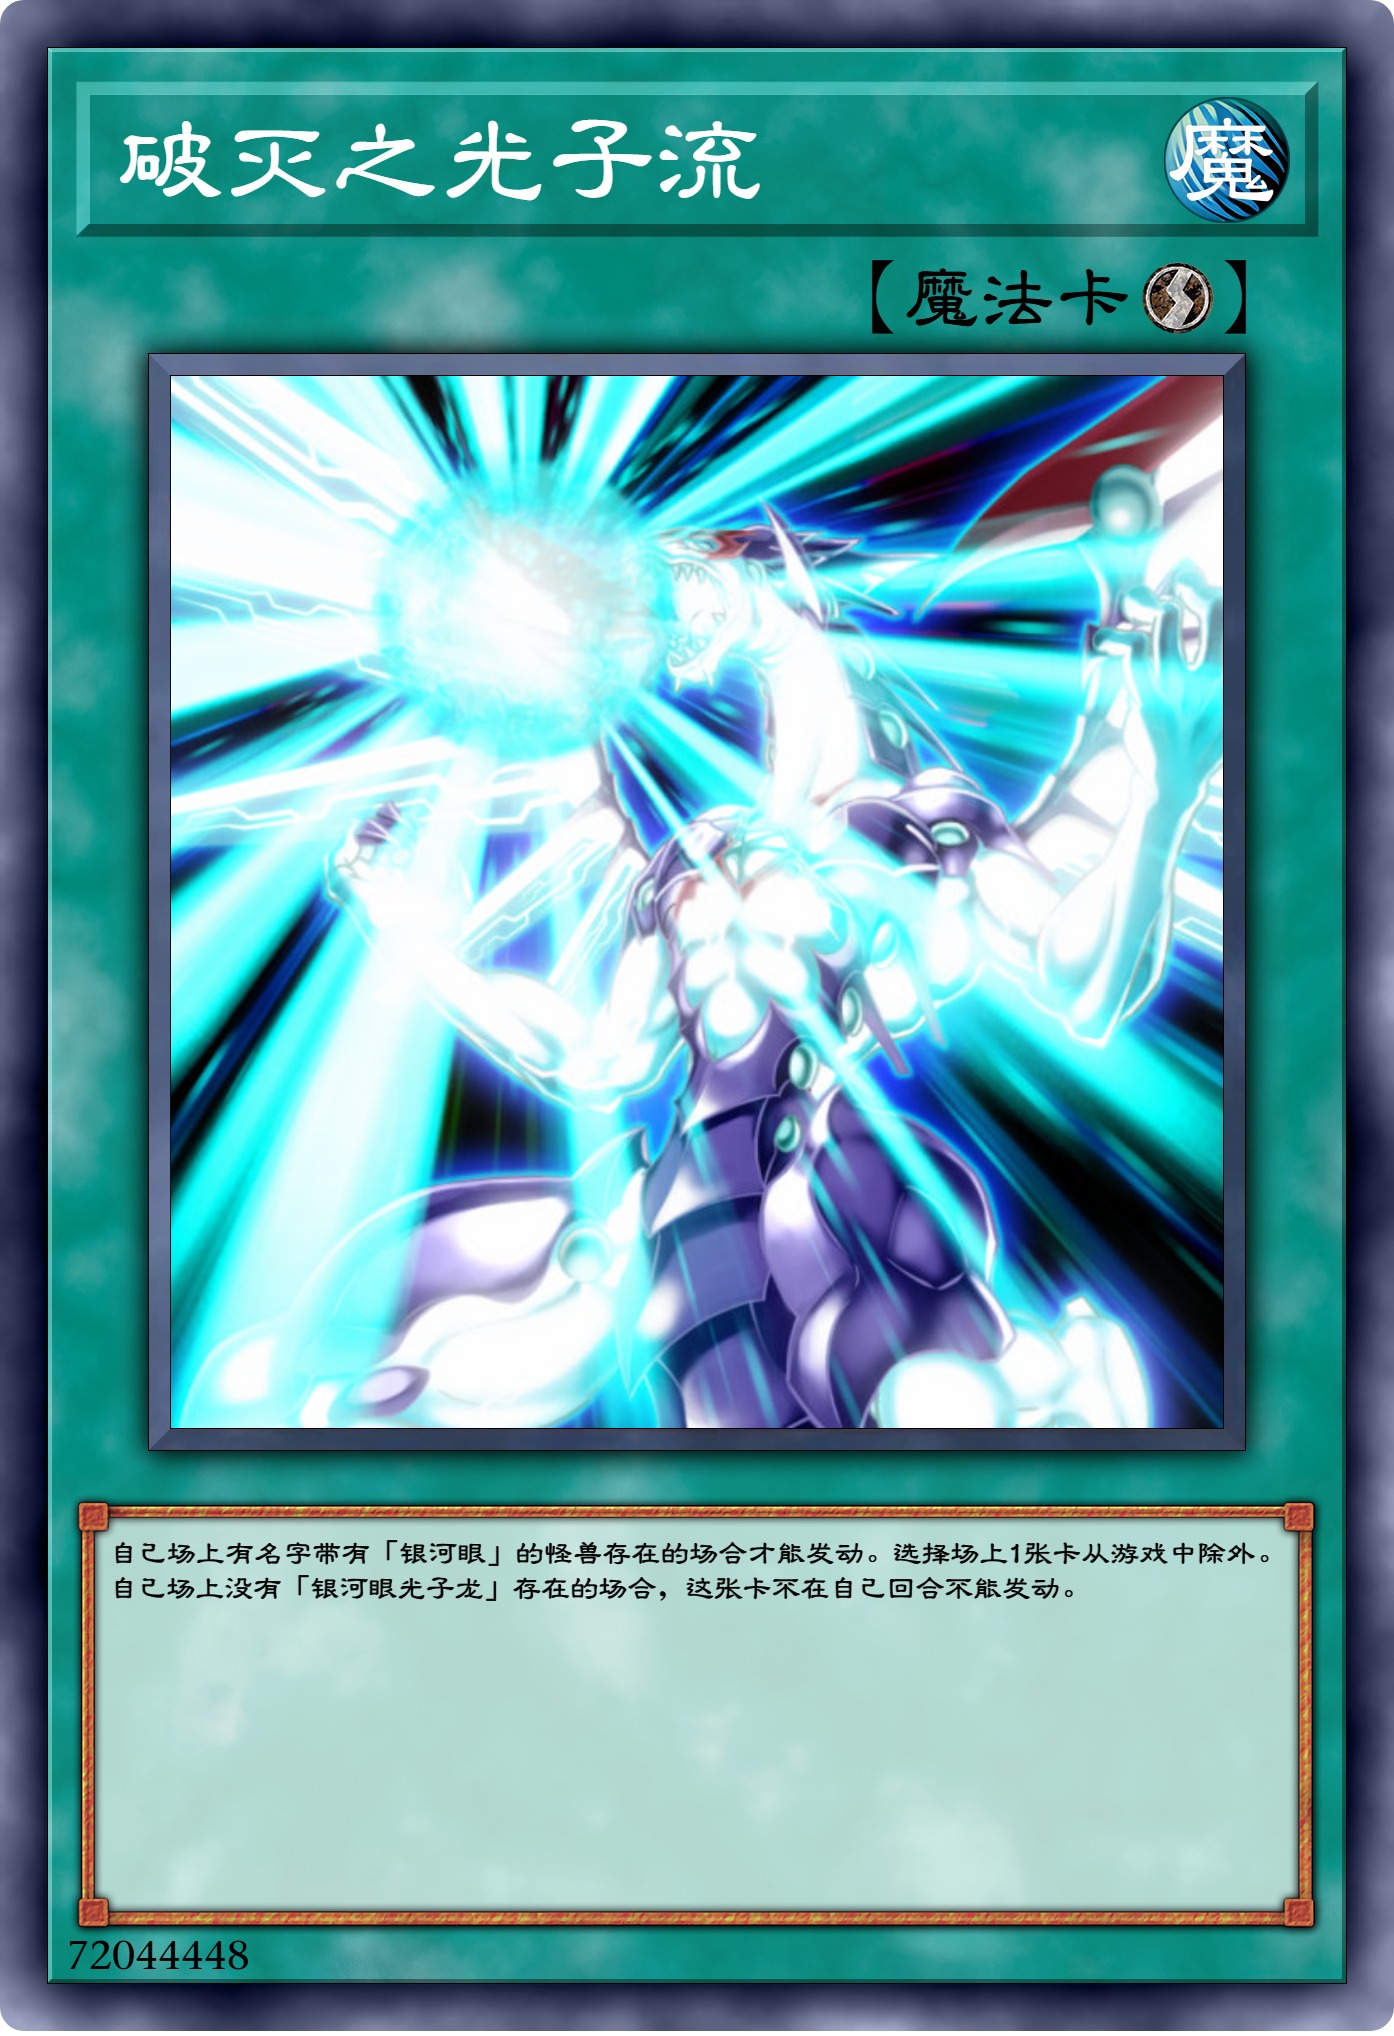 破灭之光子流
魔
【魔法卡】
自己场上有名字带有「银河眼」的怪兽存在的场合才能发动。选择场上1张卡从游戏中除外。
自己场上没有「银河眼光子龙」存在的场合，这张卡不在自己回合不能发动。
72044448